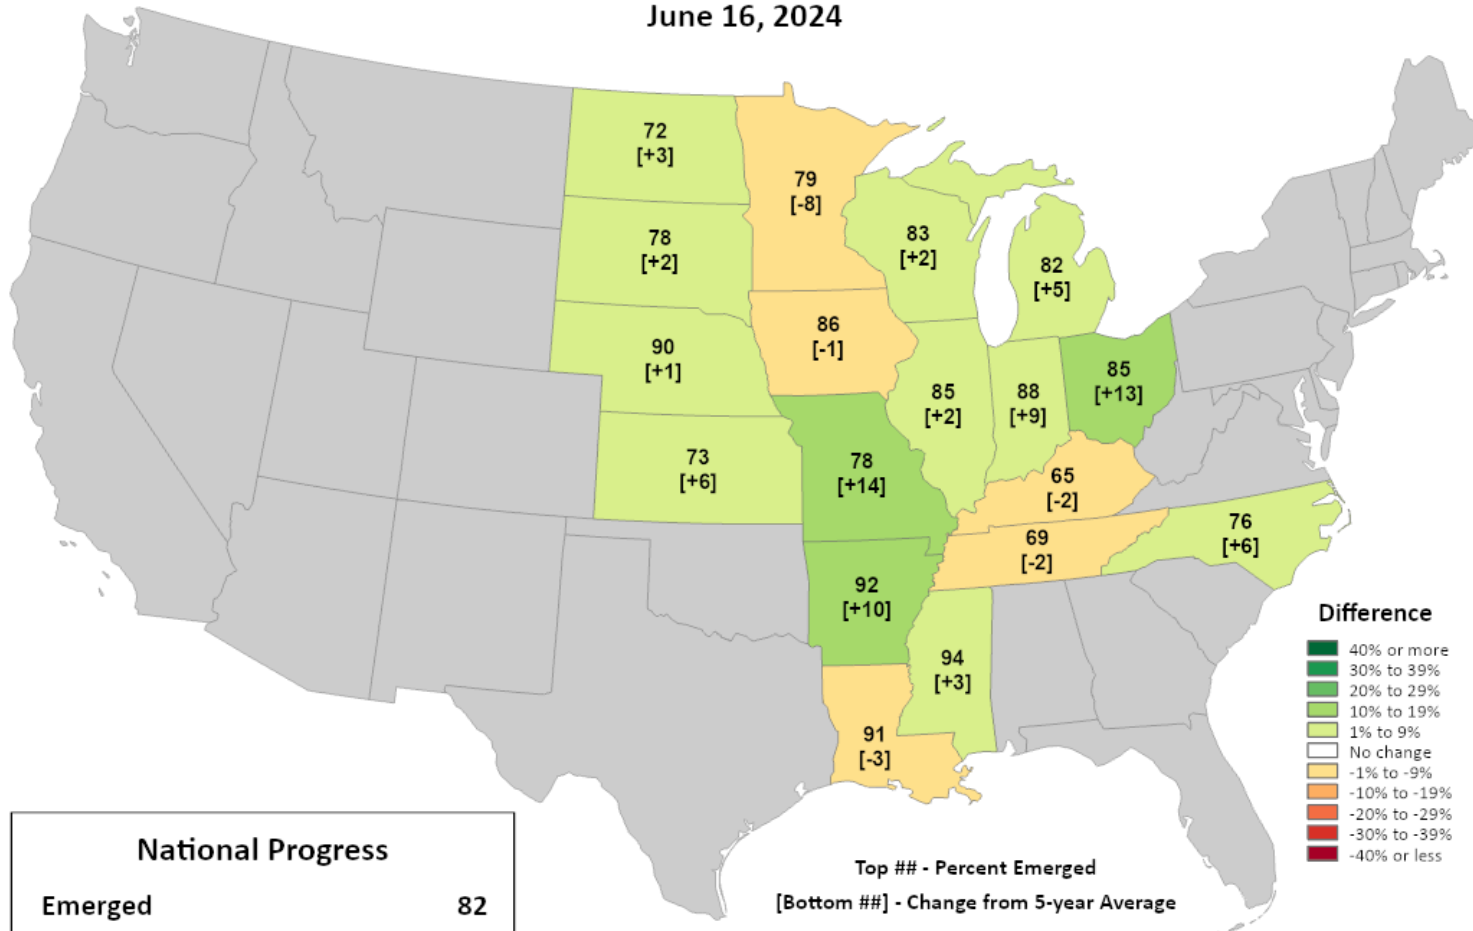 June 16, 2024
72
[+3]
79
[-8]
78
[+2]
83
[+2]
82
[+5]
86
[-1]
90
[+1]
85
[+2]
88
[+9]
85
[+13]
73
[+6]
78
[+14]
65
[-2]
69
[-2]
76
[+6]
92
[+10]
94
[+3]
91
[-3]
Difference
40% or more
30% to 39%
20% to 29%
10% to 19%
1% to 9%
No change
-1% to -9%
-10% to -19%
-20% to -29%
-30% to -39%
-40% or less
National Progress
Emerged 82
Top ## - Percent Emerged
[Bottom ##] - Change from 5-year Average